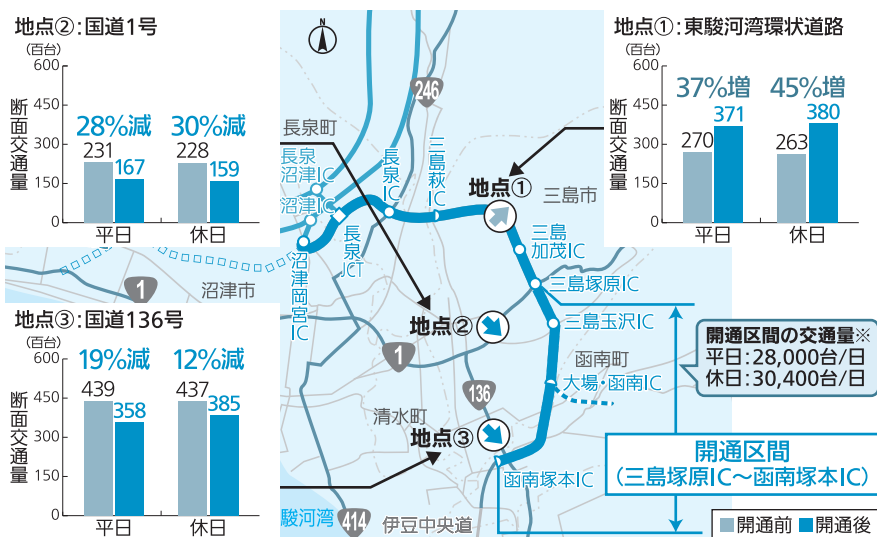 地点②：国道1号
(百台)
600
450
300
150
0
断面交通量
28%減
30%減
231
167
228
159
平日
休日
地点①：東駿河湾環状道路
(百台)
600
450
300
150
0
断面交通量
37%増
45%増
270
371
263
380
平日
休日
地点③：国道136号
(百台)
600
450
300
150
0
断面交通量
19%減
12%減
439
358
437
385
平日
休日
N
246
長泉町
長泉沼津IC
沼津IC
長泉IC
三島萩IC
地点①
三島市
長泉JCT
沼津岡宮IC
三島加茂IC
三島塚原IC
1
沼津市
地点②
三島玉沢IC
1
函南町
136
大場・函南IC
清水町
地点③
函南塚本IC
駿河湾
414
伊豆中央道
開通区間の交通量※
平日：28,000台/日
休日：30,400台/日
開通区間
(三島塚原IC～函南塚本IC)
開通前
開通後